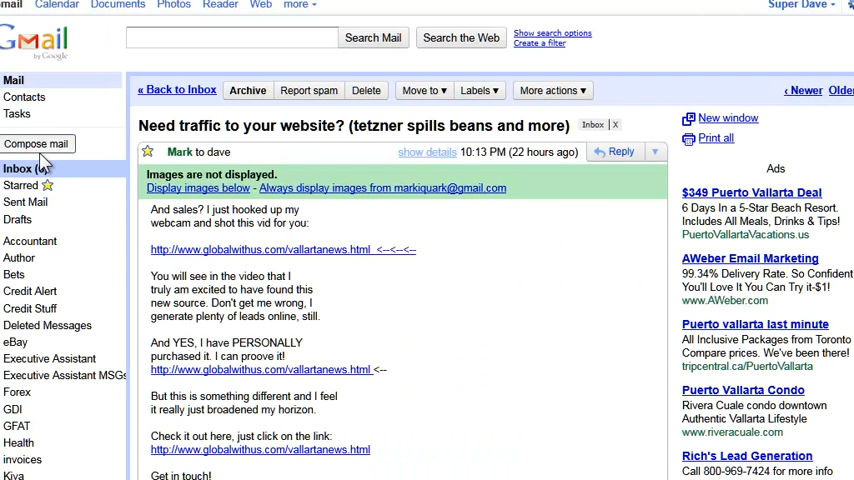 Gmail Calendar Documents Photos Reader Web more Super Dave
Gmail
by Google
Search Mail Search the Web Show search options
Create a filter
Mail
Contacts
Tasks
Compose mail
Inbox
Starred
Sent Mail
Drafts
Accountant
Author
Bets
Credit Alert
Credit Stuff
Deleted Messages
eBay
Executive Assistant
Executive Assistant MSGs
Forex
GDI
GFAT
Health
invoices
Kiva
« Back to Inbox Archive Report spam Delete Move to Labels More actions ‹ Newer Older
Need traffic to your website? (tetzner spills beans and more) Inbox | X
Mark to dave show details 10:13 PM (22 hours ago) Reply
Images are not displayed.
Display images below - Always display images from markiquark@gmail.com
And sales? I just hooked up my
webcam and shot this vid for you:
http://www.globalwithus.com/vallartanews.html <--<--<--
You will see in the video that I
truly am excited to have found this
new source. Don't get me wrong, I
generate plenty of leads online, still.
And YES, I have PERSONALLY
purchased it. I can proove it!
http://www.globalwithus.com/vallartanews.html <--
But this is something different and I feel
it really just broadened my horizon.
Check it out here, just click on the link:
http://www.globalwithus.com/vallartanews.html
Get in touch!
New window
Print all
Ads
$349 Puerto Vallarta Deal
6 Days In a 5-Star Beach Resort.
Includes All Meals, Drinks & Tips!
PuertoVallartaVacations.us
AWeber Email Marketing
99.34% Delivery Rate. So Confident
You'll Love It You Can Try it-$1!
www.AWeber.com
Puerto vallarta last minute
All Inclusive Packages from Toronto
Compare prices. We've been there!
tripcentral.ca/PuertoVallarta
Puerto Vallarta Condo
Rivera Cuale condo downtown
Authentic Vallarta Lifestyle
www.riveracuale.com
Rich's Lead Generation
Call 800-969-7424 for more info